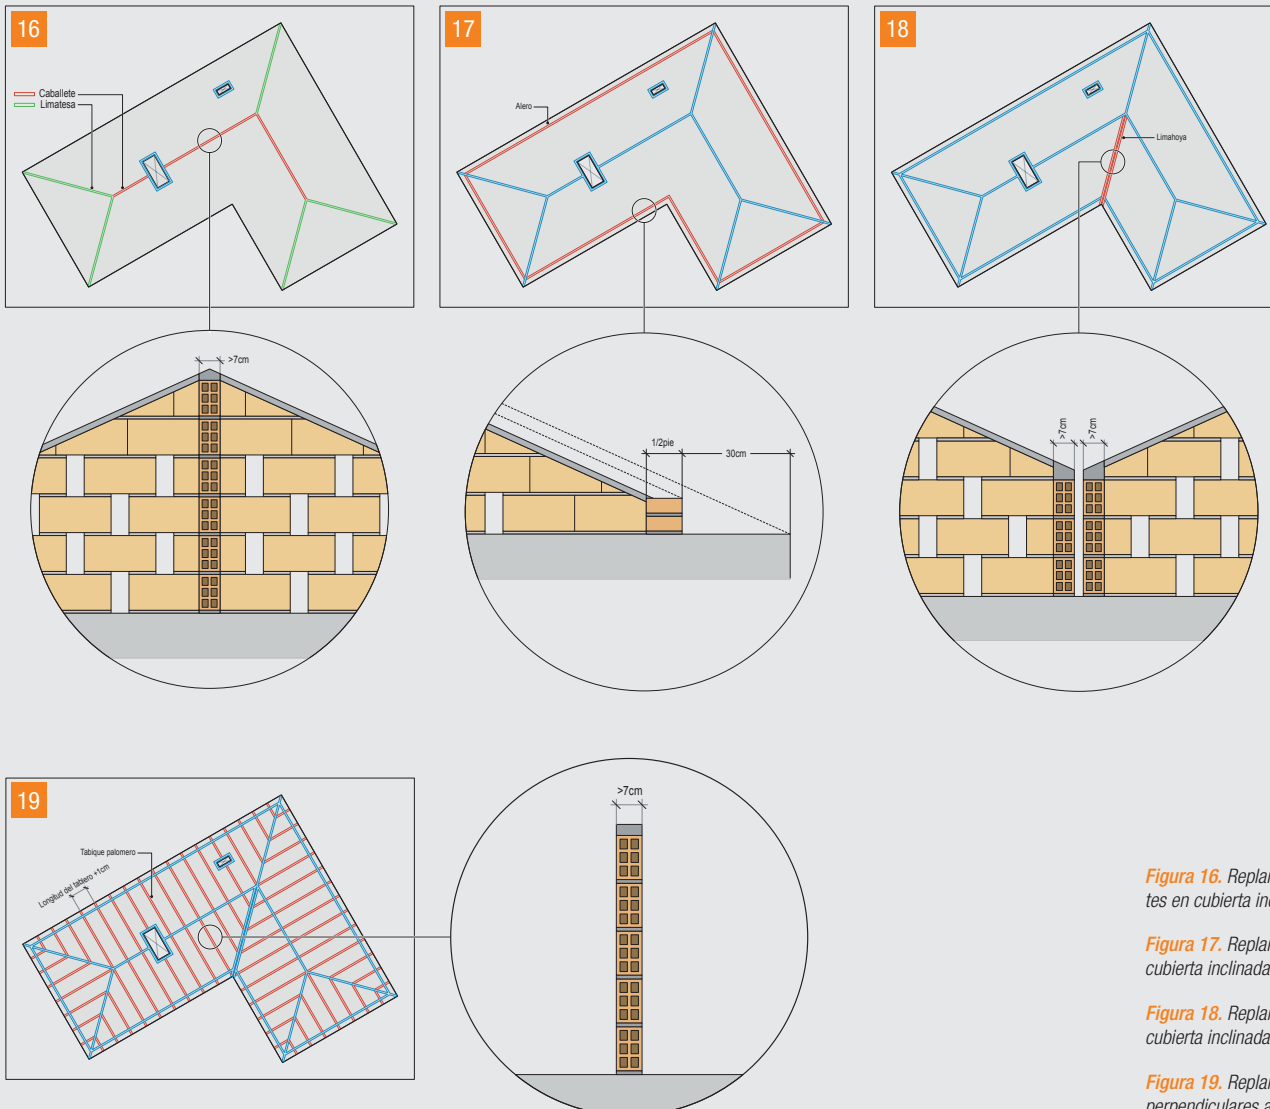 16
Caballete
Limatesa
17
Alero
18
Limahoya
>7cm
1/2pie
30cm
>7cm
>7cm
19
Tabique palomero
Longitud del tablero +1cm
>7cm
Figura 16. Replan
tes en cubierta inc
Figura 17. Replan
cubierta inclinada
Figura 18. Replan
cubierta inclinada
Figura 19. Replan
perpendiculares a